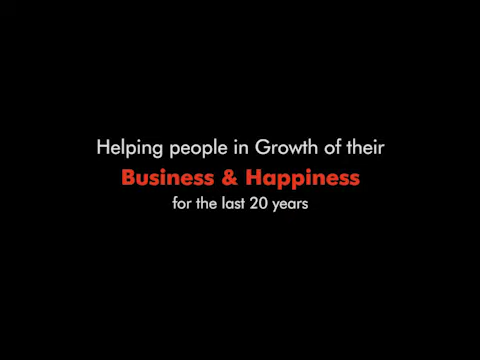 Helping people in Growth of their
Business & Happiness
for the last 20 years